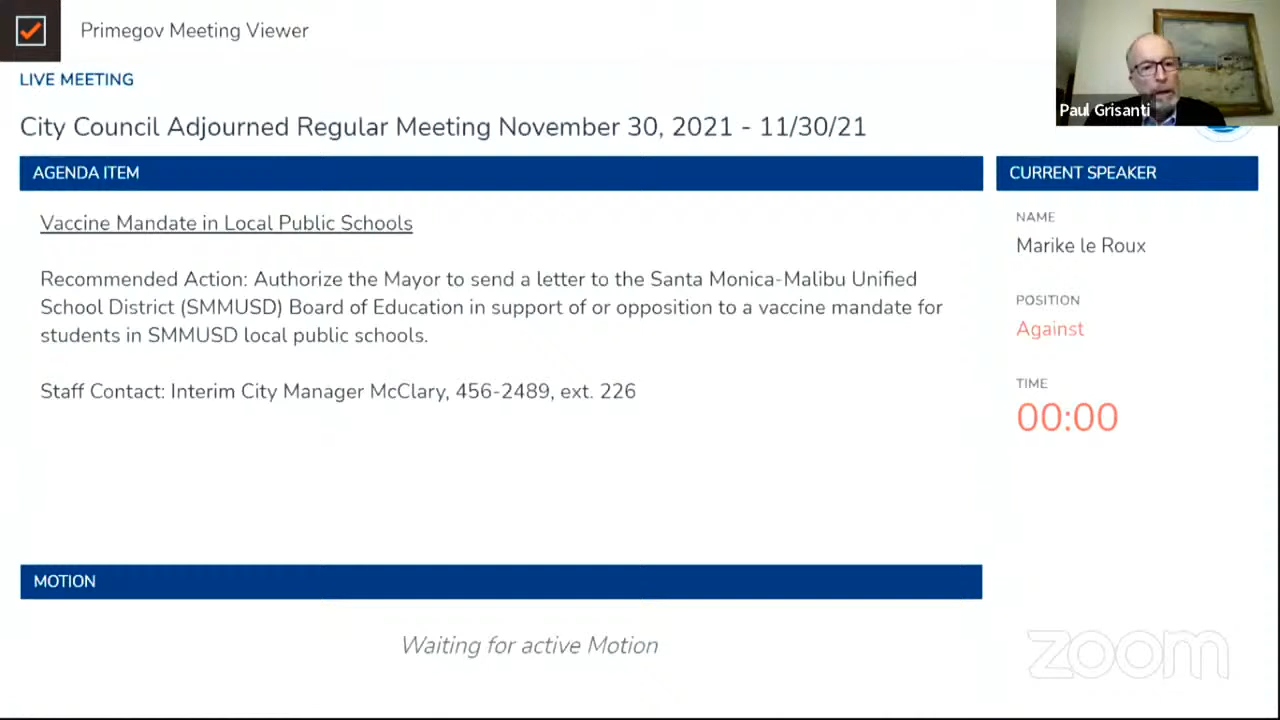 Primegov Meeting Viewer
LIVE MEETING
Paul Grisanti
City Council Adjourned Regular Meeting November 30, 2021 - 11/30/21
AGENDA ITEM
Vaccine Mandate in Local Public Schools
Recommended Action: Authorize the Mayor to send a letter to the Santa Monica-Malibu Unified
School District (SMMUSD) Board of Education in support of or opposition to a vaccine mandate for
students in SMMUSD local public schools.
Staff Contact: Interim City Manager McClary, 456-2489, ext. 226
CURRENT SPEAKER
NAME
Marike le Roux
POSITION
Against
TIME
00:00
MOTION
Waiting for active Motion
zoom